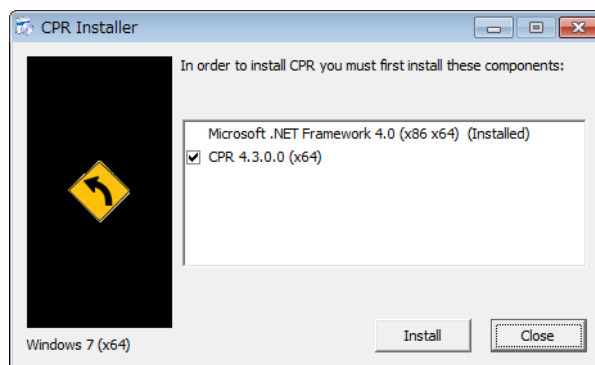 CPR Installer
In order to install CPR you must first install these components:
Microsoft .NET Framework 4.0 (x86 x64) (Installed)
CPR 4.3.0.0 (x64)
Windows 7 (x64)
Install
Close